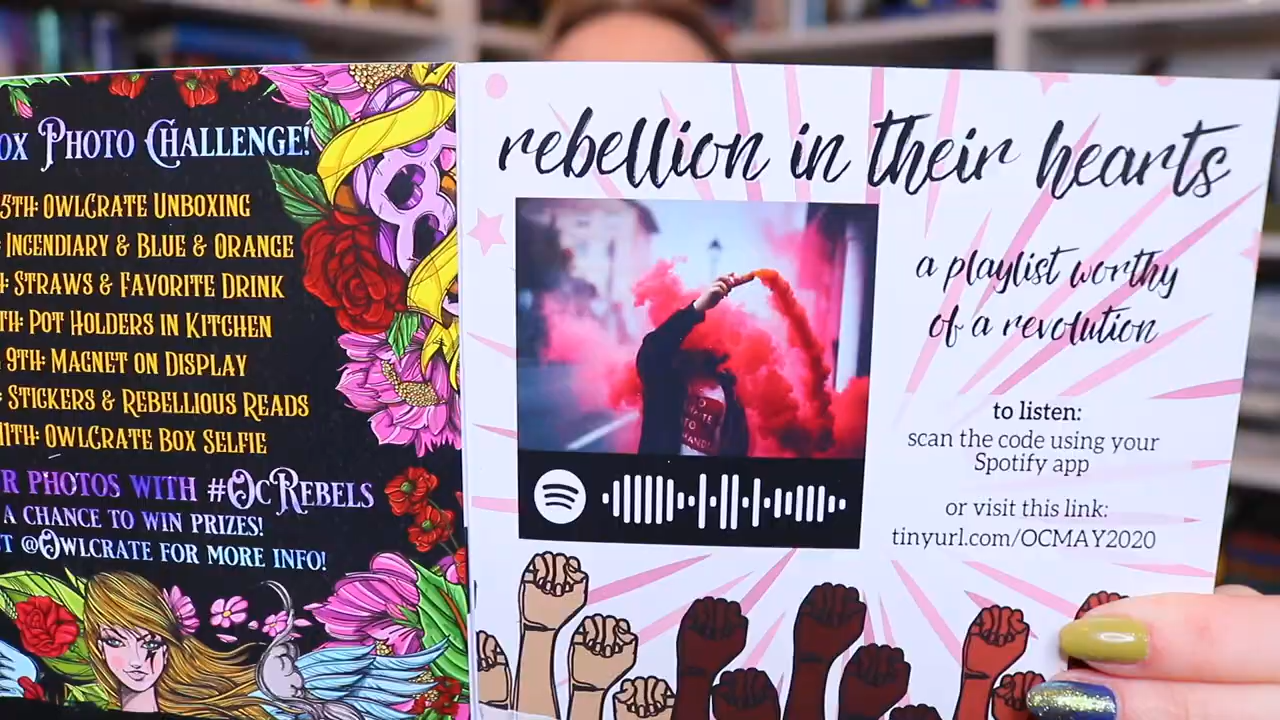 OX PHOTO CHALLENGE!
5TH: OWLCRATE UNBOXING
: INCENDIARY & BLUE & ORANGE
: STRAWS & FAVORITE DRINK
TH: POT HOLDERS IN KITCHEN
9TH: MAGNET ON DISPLAY
: STICKERS & REBELLIOUS READS
11TH: OWLCRATE BOX SELFIE
R PHOTOS WITH #OCREBELS
A CHANCE TO WIN PRIZES!
T @OWLCRATE FOR MORE INFO!
rebellion in their hearts
a playlist worthy
of a revolution
to listen:
scan the code using your
Spotify app
or visit this link:
tinyurl.com/OCMAY2020